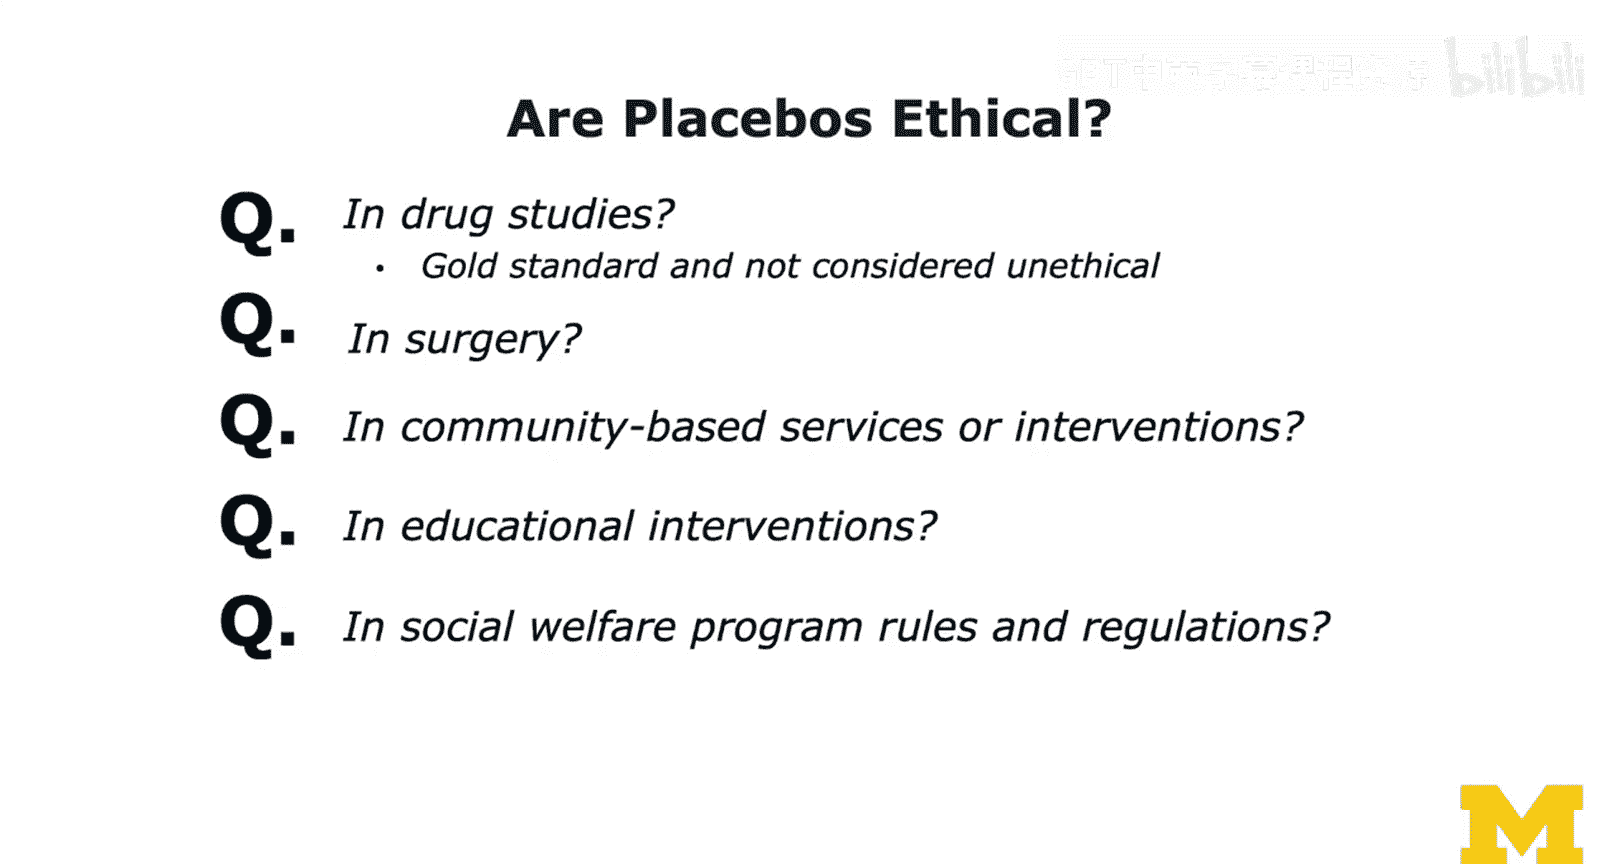 bilibili
Are Placebos Ethical?
Q. In drug studies?
• Gold standard and not considered unethical
Q. In surgery?
Q. In community-based services or interventions?
Q. In educational interventions?
Q. In social welfare program rules and regulations?
M